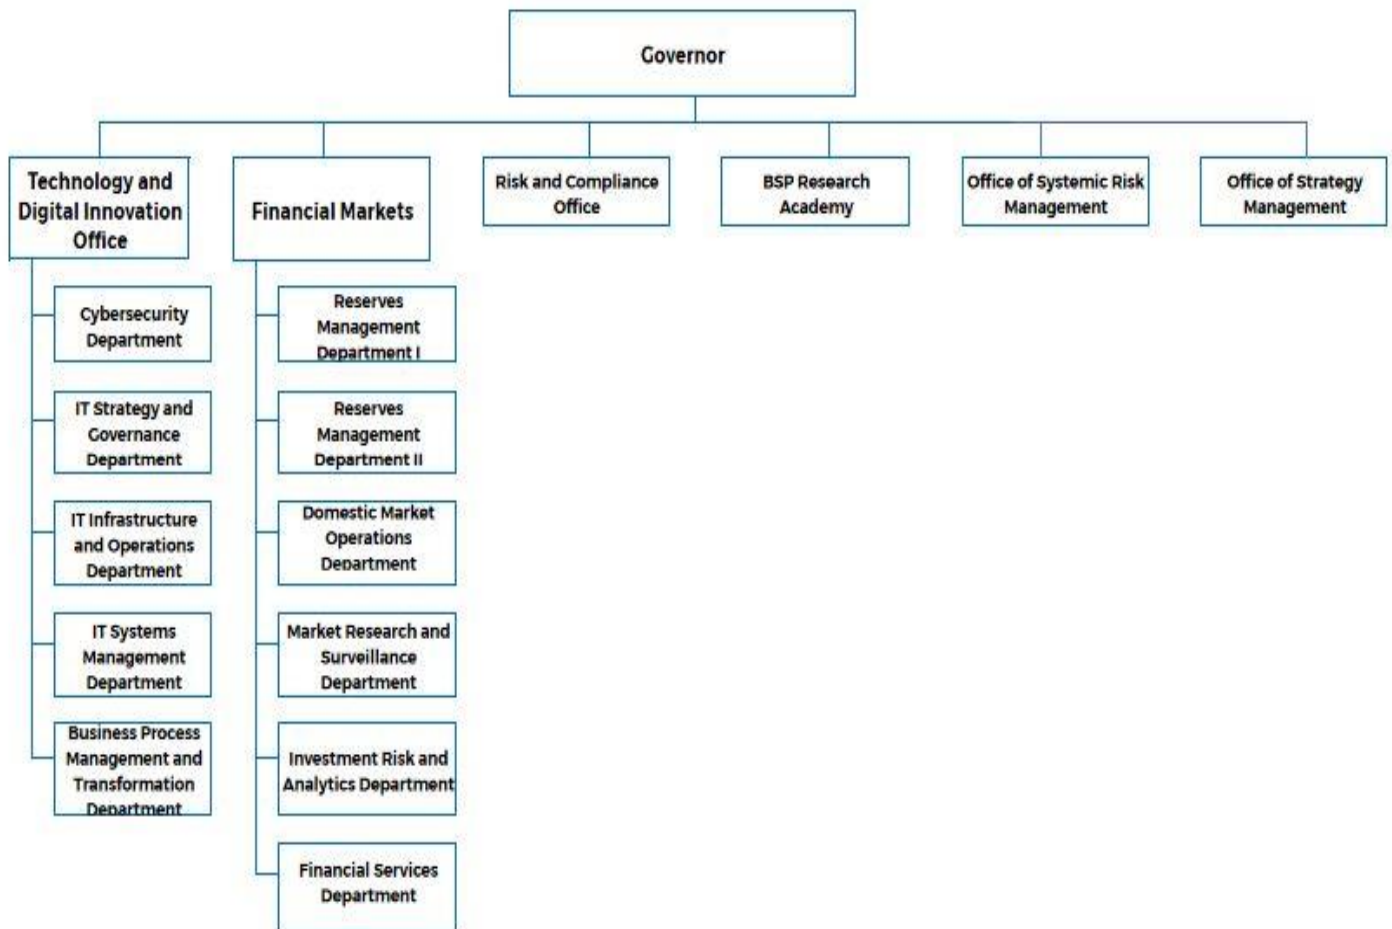 Governor
Technology and
Digital Innovation
Office
Financial Markets
Risk and Compliance
Office
BSP Research
Academy
Office of Systemic Risk
Management
Office of Strategy
Management
Cybersecurity
Department
IT Strategy and
Governance
Department
IT Infrastructure
and Operations
Department
IT Systems
Management
Department
Business Process
Management and
Transformation
Department
Reserves
Management
Department I
Reserves
Management
Department II
Domestic Market
Operations
Department
Market Research and
Surveillance
Department
Investment Risk and
Analytics Department
Financial Services
Department